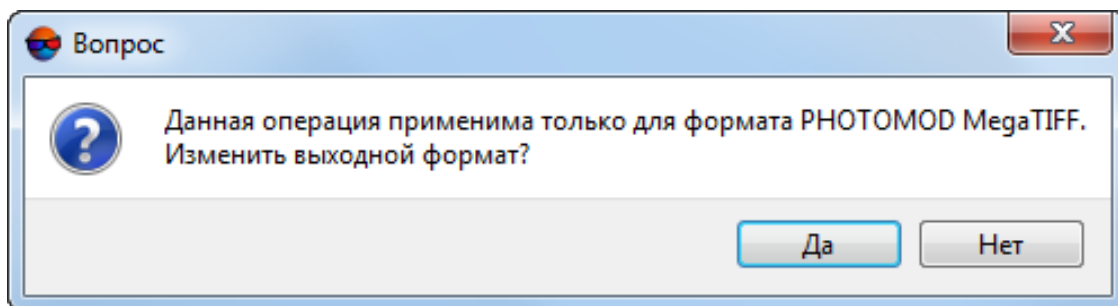 Вопрос
Данная операция применима только для формата PHOTOMOD MegaTIFF.
Изменить выходной формат?
Да
Нет